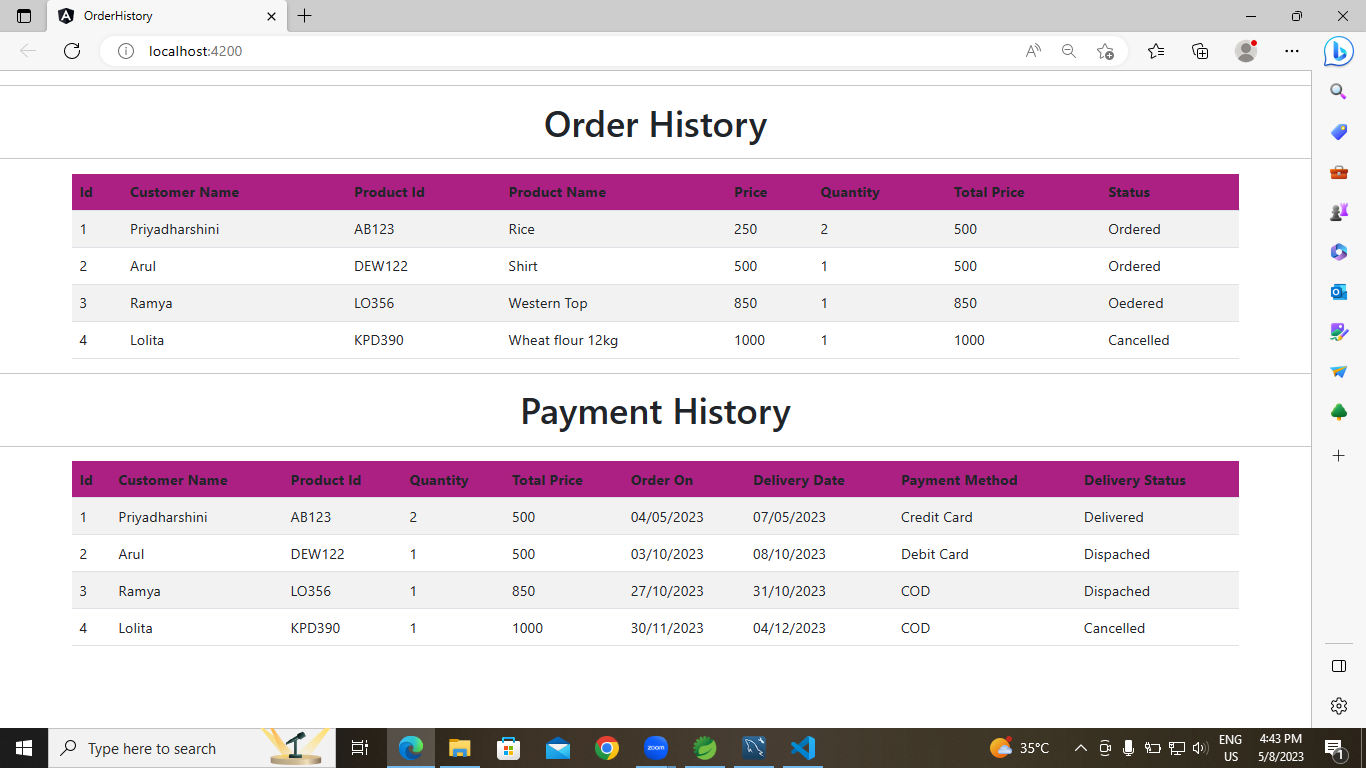 OrderHistory
localhost:4200
Order History
Id Customer Name Product Id Product Name Price Quantity Total Price Status
1 Priyadharshini AB123 Rice 250 2 500 Ordered
2 Arul DEW122 Shirt 500 1 500 Ordered
3 Ramya LO356 Western Top 850 1 850 Oedered
4 Lolita KPD390 Wheat flour 12kg 1000 1 1000 Cancelled
Payment History
Id Customer Name Product Id Quantity Total Price Order On Delivery Date Payment Method Delivery Status
1 Priyadharshini AB123 2 500 04/05/2023 07/05/2023 Credit Card Delivered
2 Arul DEW122 1 500 03/10/2023 08/10/2023 Debit Card Dispached
3 Ramya LO356 1 850 27/10/2023 31/10/2023 COD Dispached
4 Lolita KPD390 1 1000 30/11/2023 04/12/2023 COD Cancelled
Type here to search
zoom
35°C
ENG
US
4:43 PM
5/8/2023
1